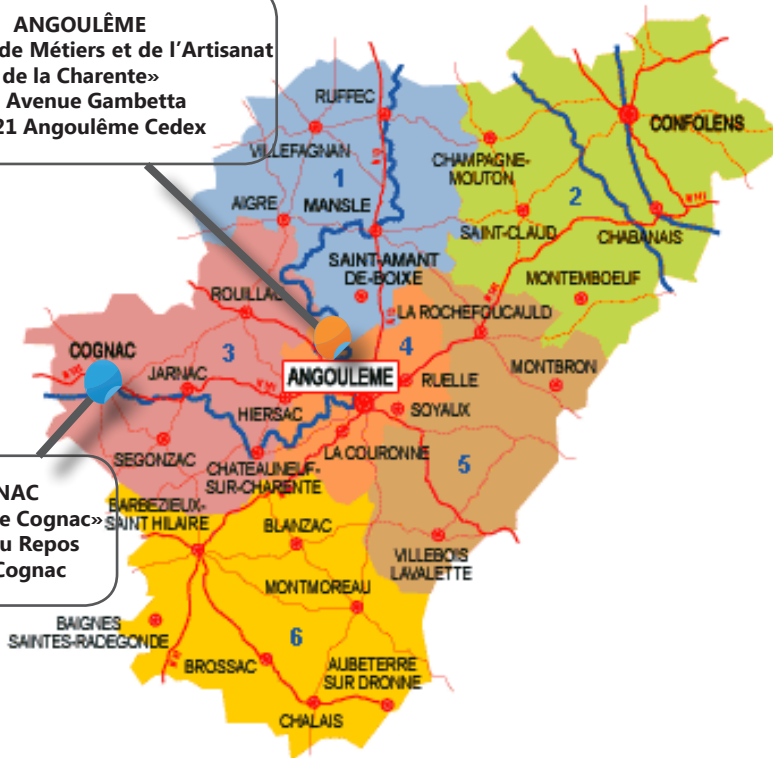 ANGOULÊME
de Métiers et de l'Artisanat
de la Charente»
Avenue Gambetta
21 Angoulême Cedex
RUFFEC
CONFOLENS
VILLEFAGNAN
CHAMPAGNE-
MOUTON
1
2
AIGRE
MANSLE
SAINT-CLAUD
CHABANAIS
SAINT-AMANT
DE-BOIXE
MONTEMBOEUF
ROUILLAC
LA ROCHEFOUCAULD
COGNAC
3
4
JARNAC
ANGOULEME
RUELLE
MONTBRON
HIERSAC
SOYAUX
LA COURONNE
SEGONZAC
CHATEAUNEUF-
SUR-CHARENTE
5
NAC
e Cognac»
u Repos
Cognac
BARBEZIEUX-
SAINT HILAIRE
BLANZAC
VILLEBOIS
LAVALETTE
MONTMOREAU
BAIGNES
SAINTES-RADEGONDE
6
BROSSAC
AUBETERRE
SUR DRONNE
CHALAIS